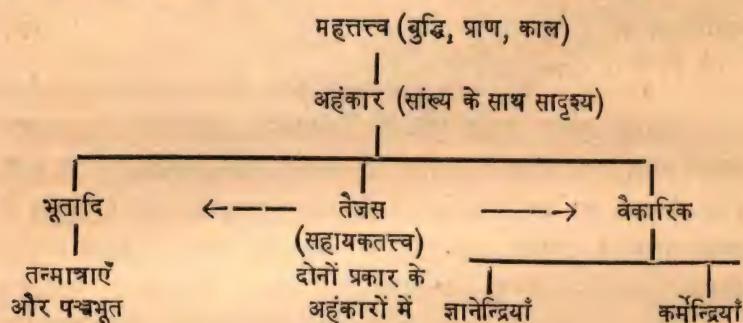 महत्तत्त्व (बुद्धि, प्राण, काल)
अहंकार (सांख्य के साथ सादृश्य)
भूतादि
तैजस
वैकारिक
(सहायकतत्त्व)
तन्मात्राएँ
दोनों प्रकार के
और पञ्चभूत
अहंकारों में
ज्ञानेन्द्रियाँ
कर्मेन्द्रियाँ